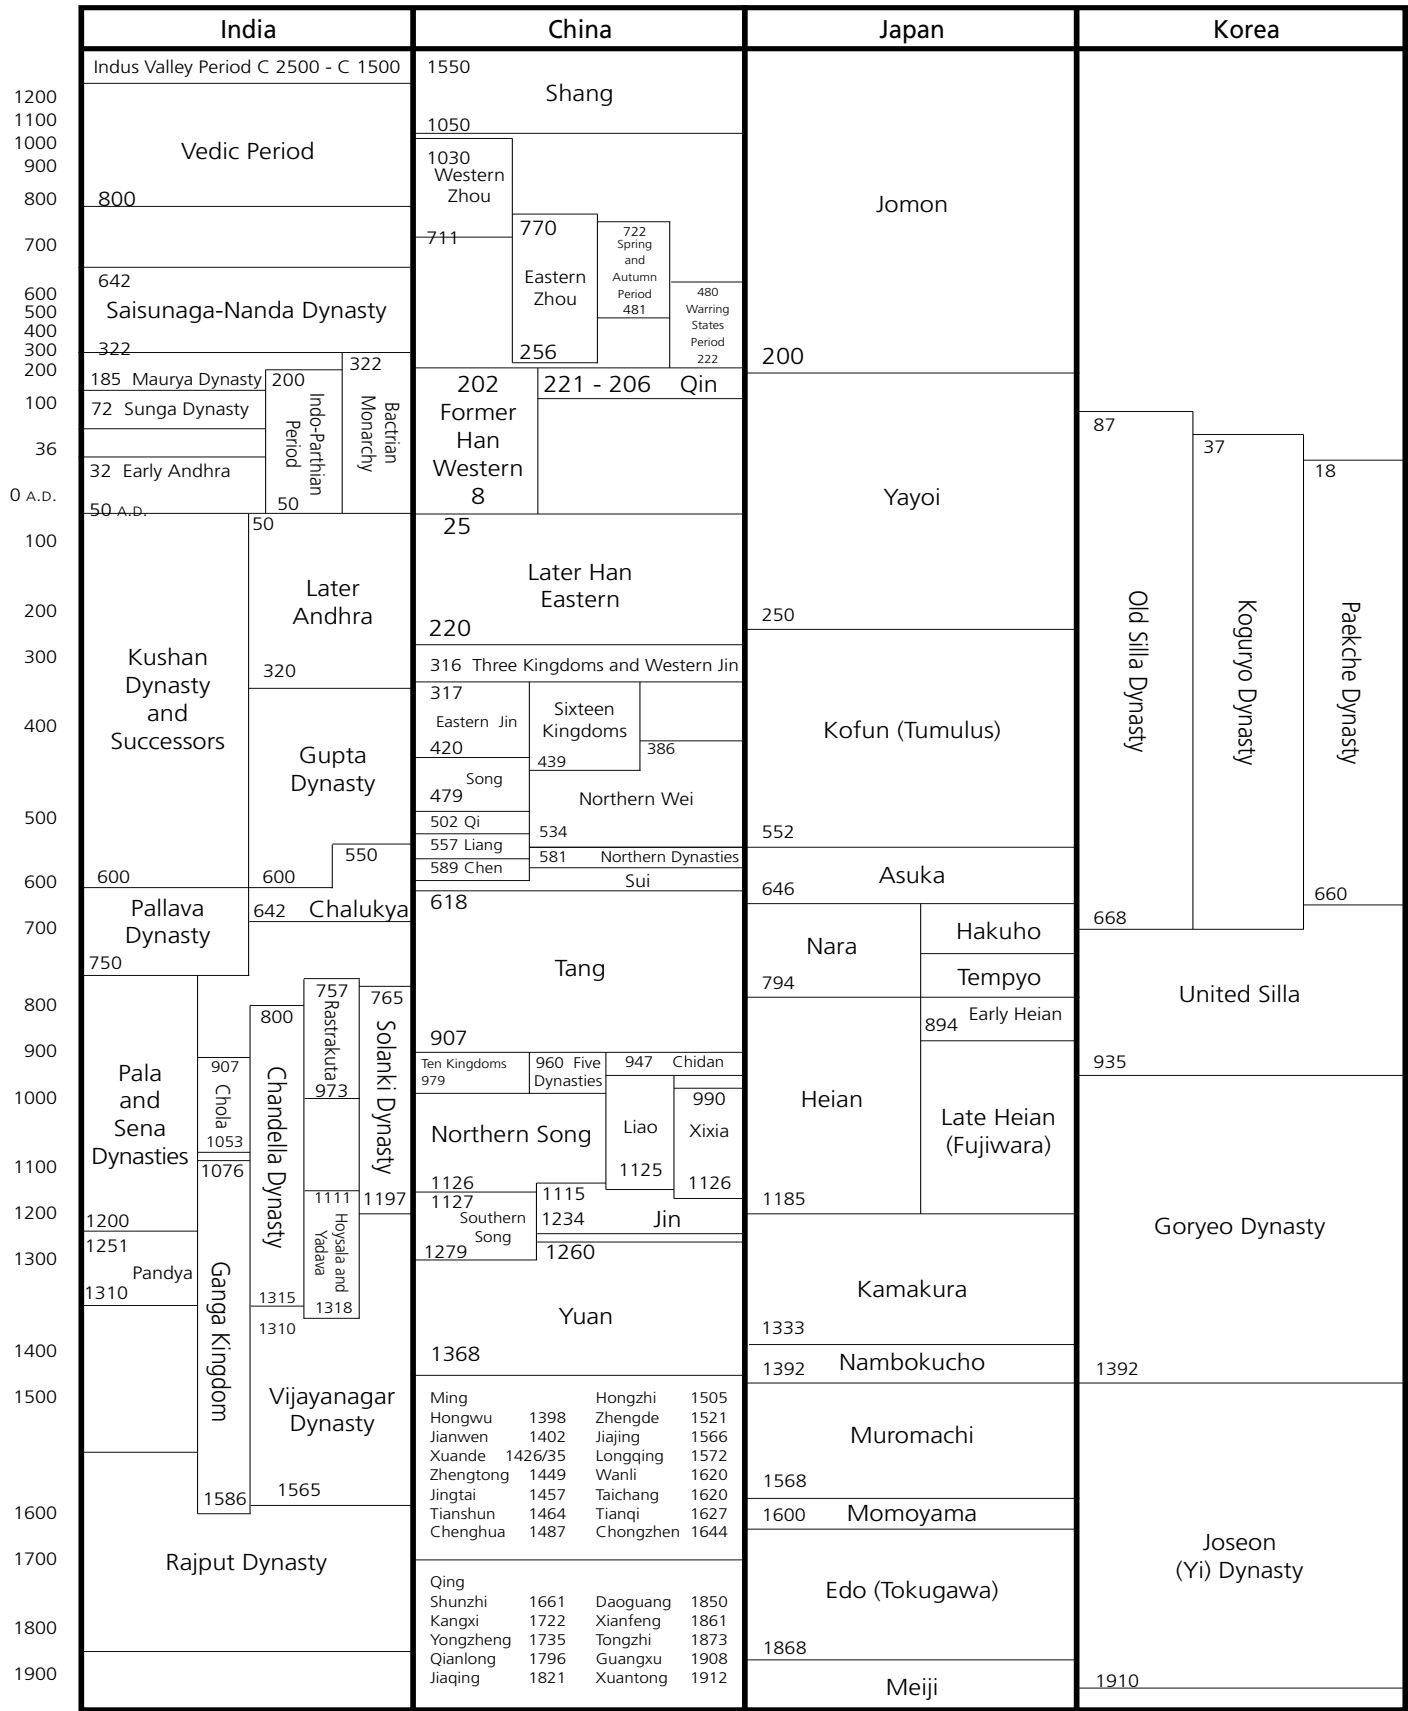 India
China
Japan
Korea
1200
1100
1000
900
800
700
600
500
400
300
200
100
36
0 A.D.
100
200
300
400
500
600
700
800
900
1000
1100
1200
1300
1400
1500
1600
1700
1800
1900
Indus Valley Period C 2500 - C 1500
Vedic Period
800
642
Saisunaga-Nanda Dynasty
322
185 Maurya Dynasty
72 Sunga Dynasty
32 Early Andhra
50 A.D.
200
Indo-Parthian
Period
50
322
Bactrian
Monarchy
Kushan
Dynasty
and
Successors
600
50
Later
Andhra
320
Gupta
Dynasty
600
550
642 Chalukya
Pallava
Dynasty
750
Pala
and
Sena
Dynasties
1200
1251
Pandya
1310
907
Chola
1053
1076
Ganga Kingdom
1586
800
Chandella Dynasty
1315
757
Rastrakuta
973
1111
Hoysala and
Yadava
1318
765
Solanki Dynasty
1197
1310
Vijayanagar
Dynasty
1565
Rajput Dynasty
1550
Shang
1050
1030
Western
Zhou
711
770
Eastern
Zhou
256
722
Spring
and
Autumn
Period
481
480
Warring
States
Period
222
202
Former
Han
Western
8
221 - 206 Qin
25
Later Han
Eastern
220
316 Three Kingdoms and Western Jin
317
Eastern Jin
420
Sixteen
Kingdoms
439
386
Song
479
Northern Wei
534
502 Qi
557 Liang
589 Chen
581 Northern Dynasties
Sui
618
Tang
907
Ten Kingdoms
979
960 Five
Dynasties
947 Chidan
Northern Song
1126
Liao
1125
990
Xixia
1126
1127
Southern
Song
1279
1115
1234 Jin
1260
Yuan
1368
Ming Hongzhi 1505
Hongwu 1398 Zhengde 1521
Jianwen 1402 Jiajing 1566
Xuande 1426/35 Longqing 1572
Zhengtong 1449 Wanli 1620
Jingtai 1457 Taichang 1620
Tianshun 1464 Tianqi 1627
Chenghua 1487 Chongzhen 1644
Qing
Shunzhi 1661 Daoguang 1850
Kangxi 1722 Xianfeng 1861
Yongzheng 1735 Tongzhi 1873
Qianlong 1796 Guangxu 1908
Jiaqing 1821 Xuantong 1912
Jomon
200
Yayoi
250
Kofun (Tumulus)
552
Asuka
646
Nara
794
Hakuho
Tempyo
894 Early Heian
Heian
1185
Late Heian
(Fujiwara)
Kamakura
1333
1392 Nambokucho
Muromachi
1568
1600 Momoyama
Edo (Tokugawa)
1868
Meiji
87
Old Silla Dynasty
668
37
Koguryo Dynasty
18
Paekche Dynasty
660
United Silla
935
Goryeo Dynasty
1392
Joseon
(Yi) Dynasty
1910